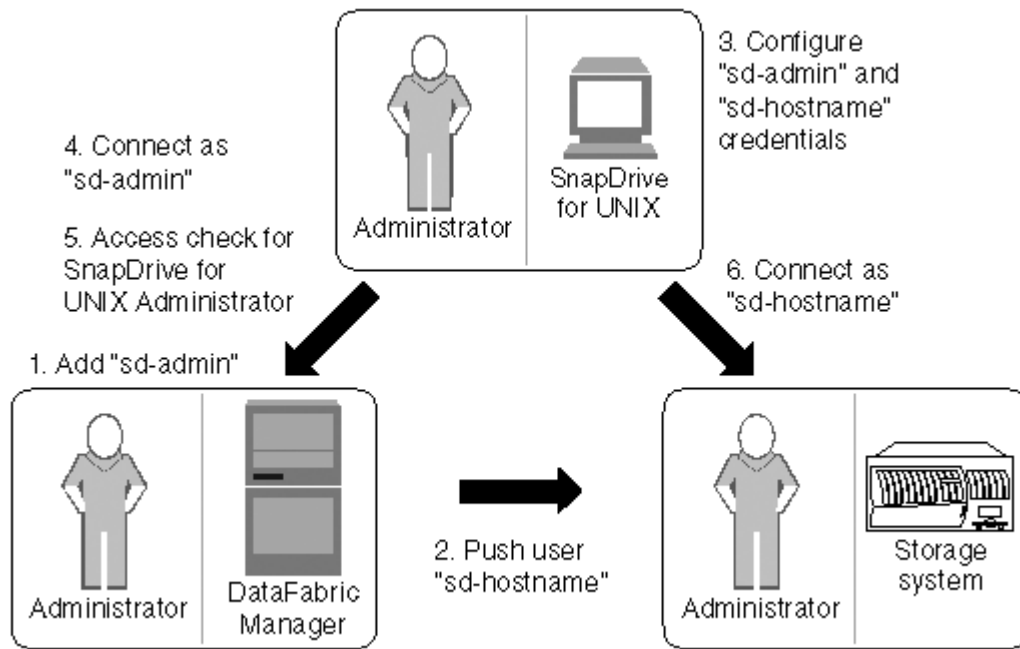 3. Configure
"sd-admin" and
"sd-hostname"
credentials
4. Connect as
"sd-admin"
SnapDrive
for UNIX
Administrator
5. Access check for
SnapDrive for
UNIX Administrator
6. Connect as
"sd-hostname"
1. Add "sd-admin"
2. Push user
"sd-hostname"
Administrator
DataFabric
Manager
Administrator
Storage
system